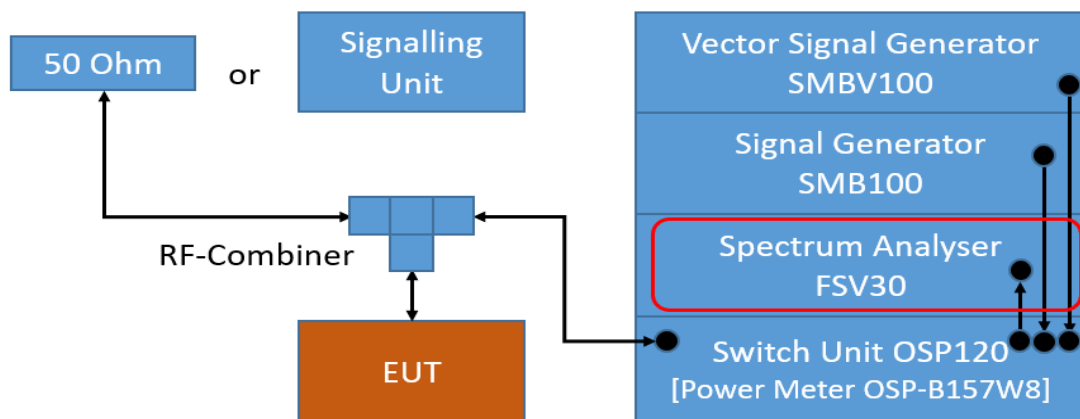 50 Ohm
or
Signalling
Unit
RF-Combiner
EUT
Vector Signal Generator
SMBV100
Signal Generator
SMB100
Spectrum Analyser
FSV30
Switch Unit OSP120
[Power Meter OSP-B157W8]